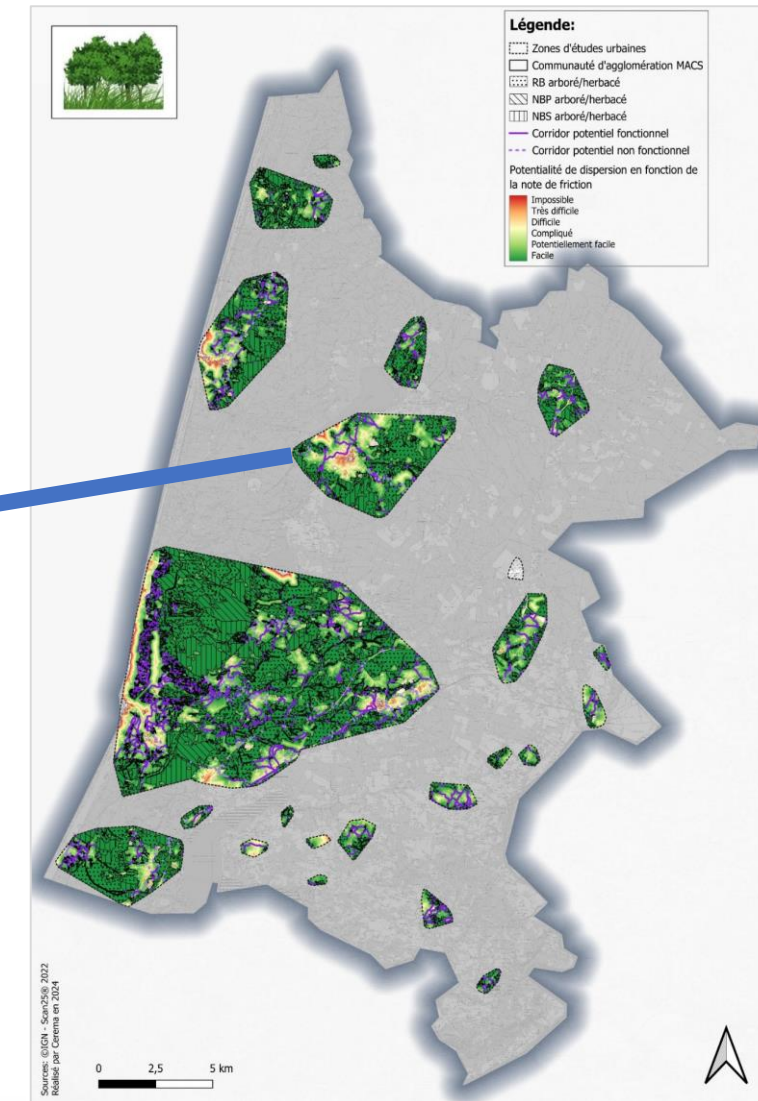 Légende:
Zones d'études urbaines
Communauté d'agglomération MACS
RB arboré/herbacé
NBP arboré/herbacé
NBS arboré/herbacé
Corridor potentiel fonctionnel
Corridor potentiel non fonctionnel
Potentialité de dispersion en fonction de
la note de friction
Impossible
Très difficile
Difficile
Compliqué
Potentiellement facile
Facile
Sources: ©IGN - Scan25® 2022
Réalisé par Cerema en 2024
0 2,5 5 km